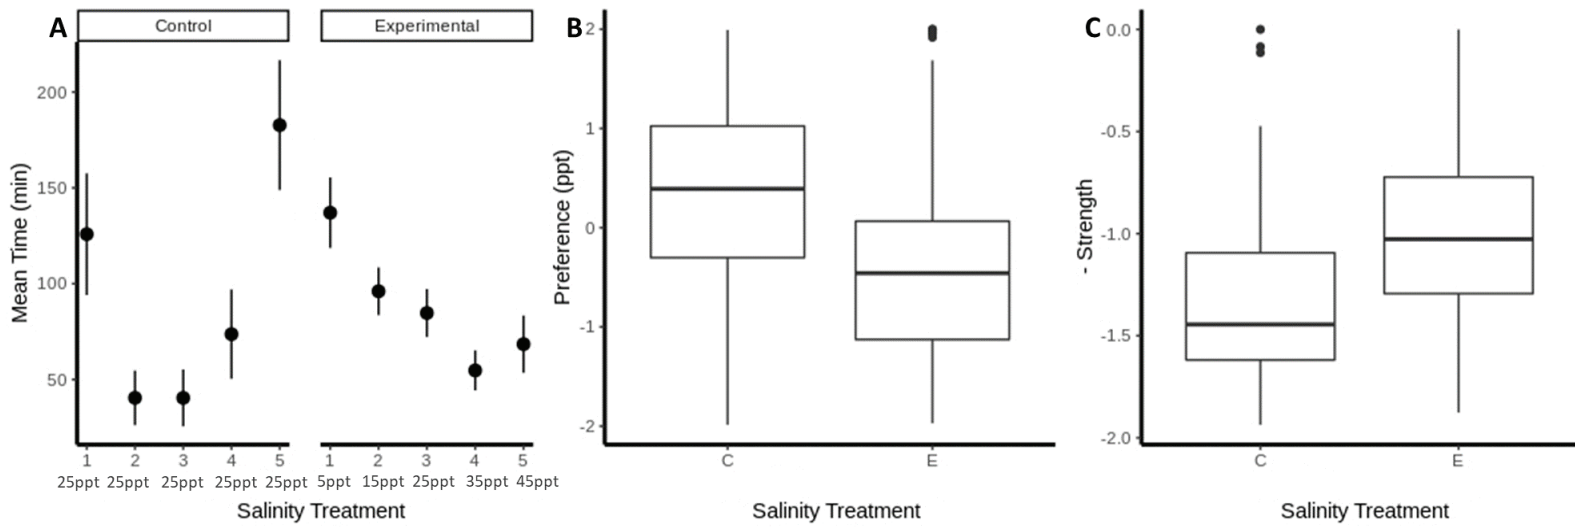 A
Control
Experimental
Mean Time (min)
200
150
100
50
1 2 3 4 5 1 2 3 4 5
25ppt 25ppt 25ppt 25ppt 25ppt 5ppt 15ppt 25ppt 35ppt 45ppt
Salinity Treatment
B
Preference (ppt)
2
1
0
-1
-2
C E
Salinity Treatment
C
- Strength
0.0
-0.5
-1.0
-1.5
-2.0
C E
Salinity Treatment